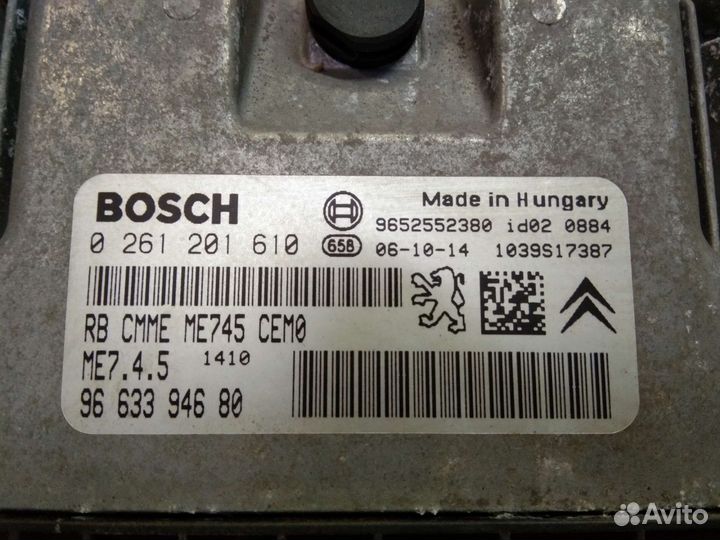 BOSCH
Made in Hungary
9652552380 id02 0884
0 261 201 610
658
06-10-14 1039S17387
RB CMME ME745 CEM0
ME7.4.5 1410
96 633 946 80
Avito